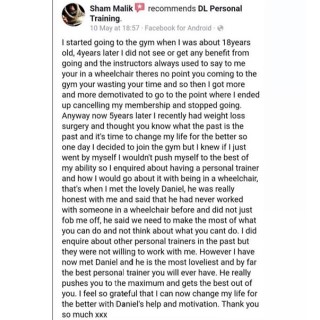 Sham Malik recommends DL Personal
Training.
10 May at 18:57 · Facebook for Android ·
I started going to the gym when I was about 18years
old, 4years later I did not see or get any benefit from
going and the instructors always used to say to me
your in a wheelchair theres no point you coming to the
gym your wasting your time and so then I got more
and more demotivated to go to the point where I ended
up cancelling my membership and stopped going.
Anyway now 5years later I recently had weight loss
surgery and thought you know what the past is the
past and it's time to change my life for the better so
one day I decided to join the gym but I knew if I just
went by myself I wouldn't push myself to the best of
my ability so I enquired about having a personal trainer
and how I would go about it with being in a wheelchair,
that's when I met the lovely Daniel, he was really
honest with me and said that he had never worked
with someone in a wheelchair before and did not just
fob me off, he said we need to make the most of what
you can do and not think about what you cant do. I did
enquire about other personal trainers in the past but
they were not willing to work with me. However I have
now met Daniel and he is the most loveliest and by far
the best personal trainer you will ever have. He really
pushes you to the maximum and gets the best out of
you. I feel so grateful that I can now change my life for
the better with Daniel's help and motivation. Thank you
so much xxx